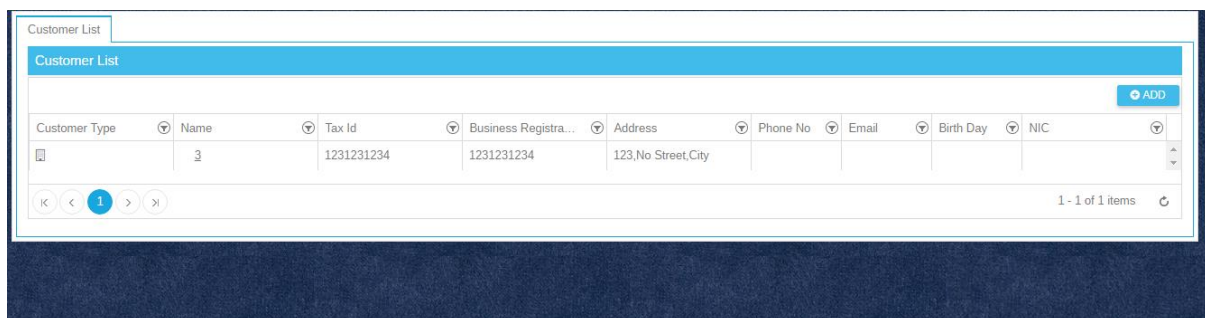 Customer List
Customer List
ADD
Customer Type Name Tax Id Business Registra... Address Phone No Email Birth Day NIC
3 1231231234 1231231234 123,No Street,City
1 1 - 1 of 1 items